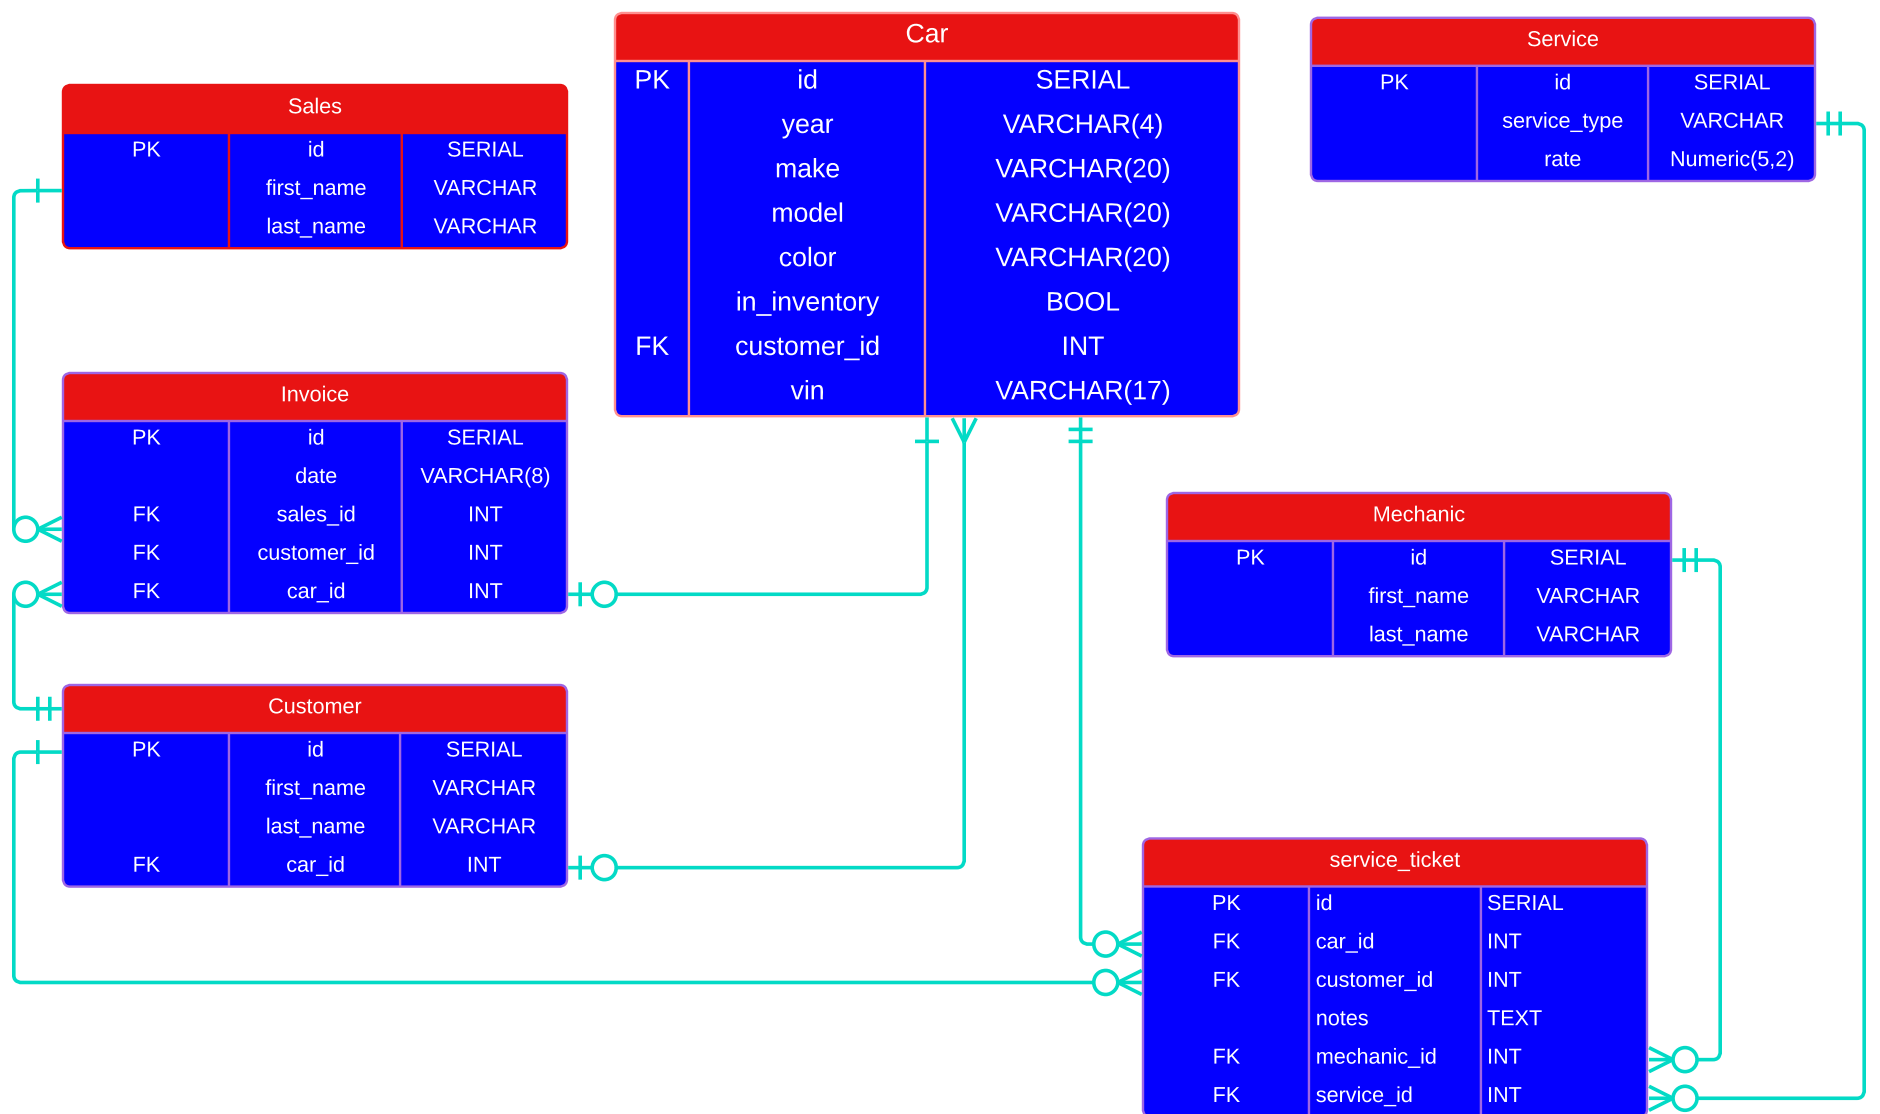 Sales
PK id SERIAL
first_name VARCHAR
last_name VARCHAR
Invoice
PK id SERIAL
date VARCHAR(8)
FK sales_id INT
FK customer_id INT
FK car_id INT
Customer
PK id SERIAL
first_name VARCHAR
last_name VARCHAR
FK car_id INT
Car
PK id SERIAL
year VARCHAR(4)
make VARCHAR(20)
model VARCHAR(20)
color VARCHAR(20)
in_inventory BOOL
FK customer_id INT
vin VARCHAR(17)
Service
PK id SERIAL
service_type VARCHAR
rate Numeric(5,2)
Mechanic
PK id SERIAL
first_name VARCHAR
last_name VARCHAR
service_ticket
PK id SERIAL
FK car_id INT
FK customer_id INT
notes TEXT
FK mechanic_id INT
FK service_id INT